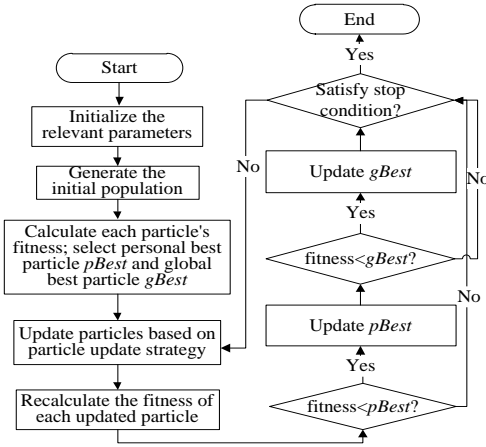 Start
Initialize the
relevant parameters
Generate the
initial population
Calculate each particle's
fitness; select personal best
particle pBest and global
best particle gBest
Update particles based on
particle update strategy
Recalculate the fitness of
each updated particle
fitness<pBest?
Yes
No
Update pBest
fitness<gBest?
Yes
No
Update gBest
Satisfy stop
condition?
No
Yes
End